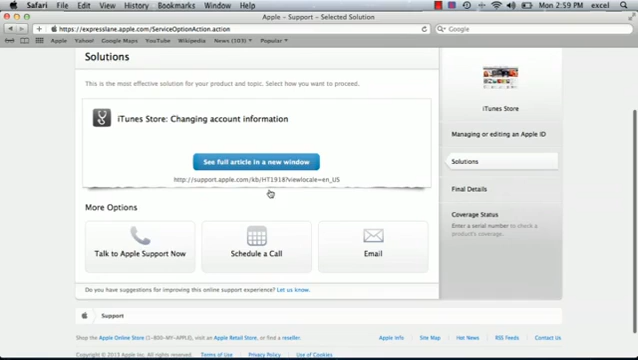 Safari File Edit View History Bookmarks Window Help Mon 2:59 PM excel
Apple – Support – Selected Solution
https://expresslane.apple.com/ServiceOptionAction.action
Google
Apple Yahoo! Google Maps YouTube Wikipedia News (103) Popular
Solutions
This is the most effective solution for your product and topic. Select how you want to proceed.
iTunes Store: Changing account information
See full article in a new window
http://support.apple.com/kb/HT1918?viewlocale=en_US
More Options
Talk to Apple Support Now
Schedule a Call
Email
Do you have suggestions for improving this online support experience? Let us know.
iTunes Store
Managing or editing an Apple ID
Solutions
Final Details
Coverage Status
Enter a serial number to check a
product's coverage.
Support
Shop the Apple Online Store (1-800-MY-APPLE), visit an Apple Retail Store, or find a reseller.
Apple Info Site Map Hot News RSS Feeds Contact Us
Copyright © 2013 Apple Inc. All rights reserved. Terms of Use Privacy Policy Use of Cookies